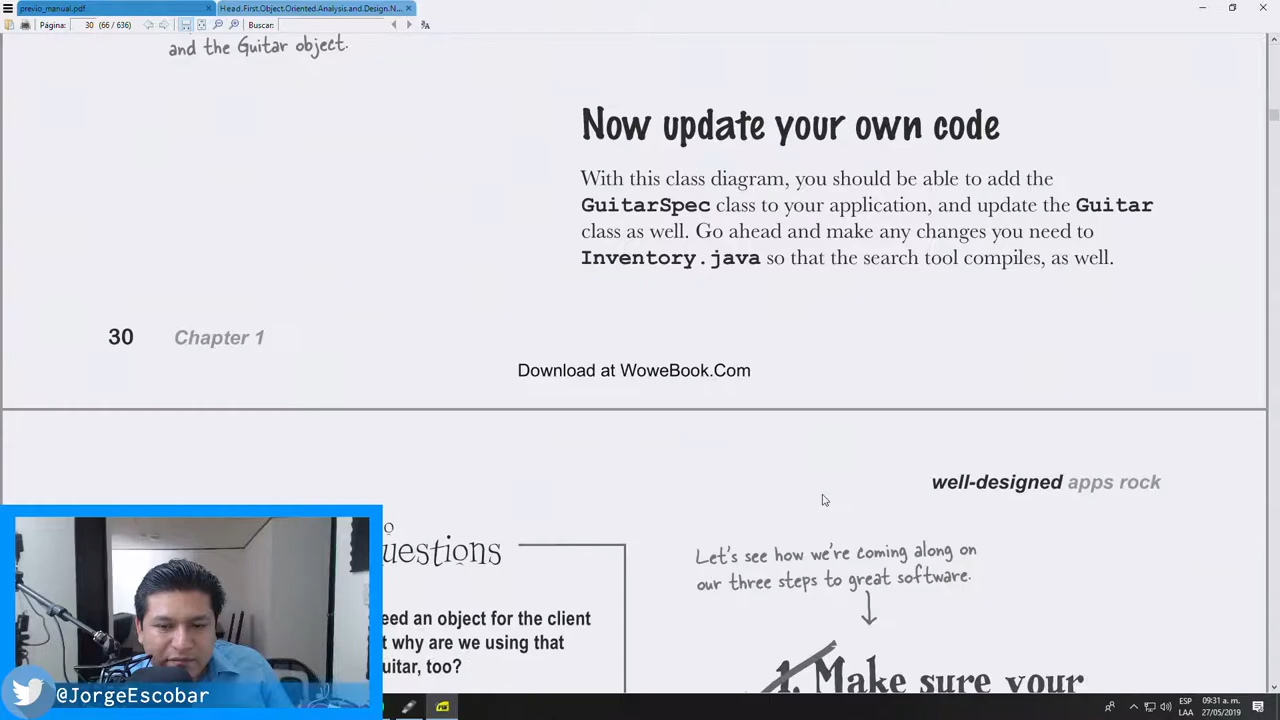 previo_manual.pdf
Head.First.Object.Oriented.Analysis.and.Design.N...
Página: 30 (66 / 636) Buscar:
and the Guitar object.
Now update your own code
With this class diagram, you should be able to add the
GuitarSpec class to your application, and update the Guitar
class as well. Go ahead and make any changes you need to
Inventory.java so that the search tool compiles, as well.
30 Chapter 1
Download at WoweBook.Com
well-designed apps rock
uestions
eed an object for the client
t why are we using that
uitar, too?
Let's see how we're coming along on
our three steps to great software.
1. Make sure your
@JorgeEscobar
ESP
LAA
09:31 a. m.
27/05/2019